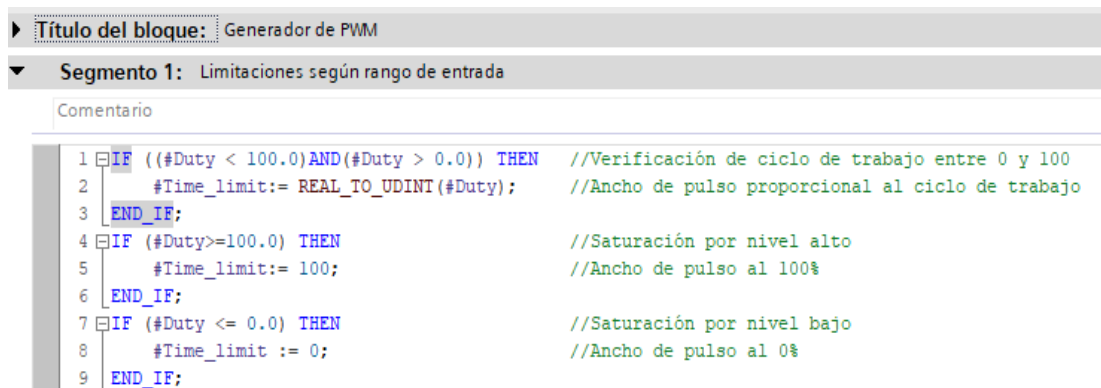 Título del bloque: Generador de PWM
Segmento 1: Limitaciones según rango de entrada
Comentario
1 IF ((#Duty < 100.0)AND(#Duty > 0.0)) THEN //Verificación de ciclo de trabajo entre 0 y 100
2 #Time_limit:= REAL_TO_UDINT(#Duty); //Ancho de pulso proporcional al ciclo de trabajo
3 END_IF;
4 IF (#Duty>=100.0) THEN //Saturación por nivel alto
5 #Time_limit:= 100; //Ancho de pulso al 100%
6 END_IF;
7 IF (#Duty <= 0.0) THEN //Saturación por nivel bajo
8 #Time_limit := 0; //Ancho de pulso al 0%
9 END_IF;